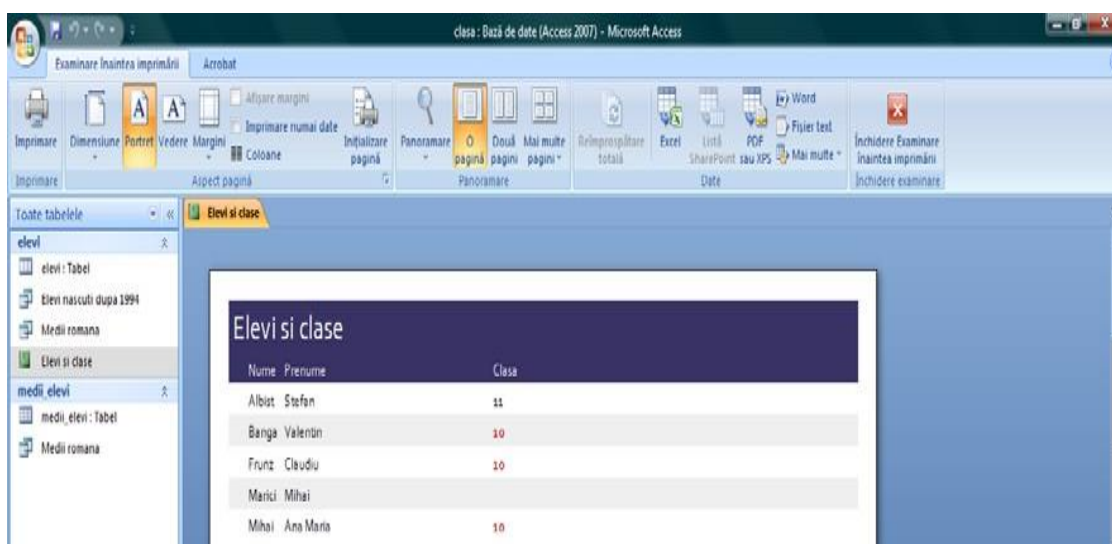 clasa : Bază de date (Access 2007) - Microsoft Access
Examinare înaintea imprimării Acrobat
Imprimare Dimensiune Portret Vedere Margini
Afișare margini
Imprimare numai date
Coloane
Inițializare pagină
Panoramare O pagină Două pagini Mai multe pagini
Reîmprospătare totală
Excel Listă SharePoint PDF sau XPS
Word
Fișier text
Mai multe
Închidere Examinare înaintea imprimării
Imprimare Aspect pagină Panoramare Date Închidere examinare
Toate tabelele
elevi
elevi : Tabel
Elevi nascuti dupa 1994
Medii romana
Elevi si clase
medii_elevi
medii_elevi : Tabel
Medii romana
Elevi si clase
Elevi si clase
Nume Prenume Clasa
Albist Stefan 11
Banga Valentin 10
Frunz Claudiu 10
Marici Mihai
Mihai Ana Maria 10